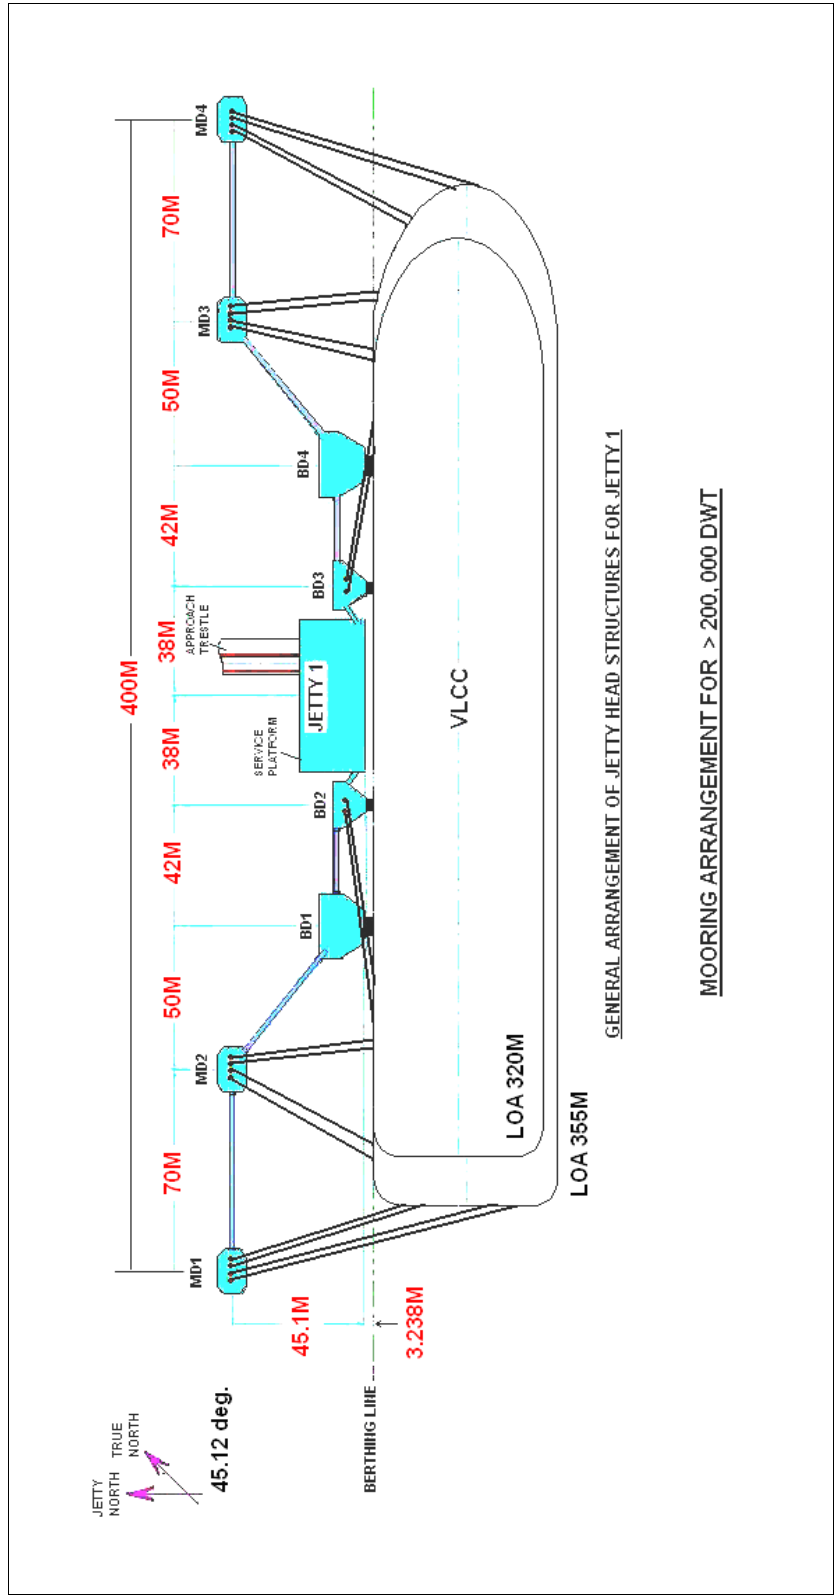 400M
70M
50M
42M
38M
38M
42M
50M
70M
MD1
MD2
BD1
BD2
BD3
BD4
MD3
MD4
SERVICE
PLATFORM
APPROACH
TRESTLE
JETTY 1
VLCC
45.1M
3.238M
BERTHING LINE
JETTY
NORTH
TRUE
NORTH
45.12 deg.
LOA 320M
LOA 355M
GENERAL ARRANGEMENT OF JETTY HEAD STRUCTURES FOR JETTY 1
MOORING ARRANGEMENT FOR > 200, 000 DWT